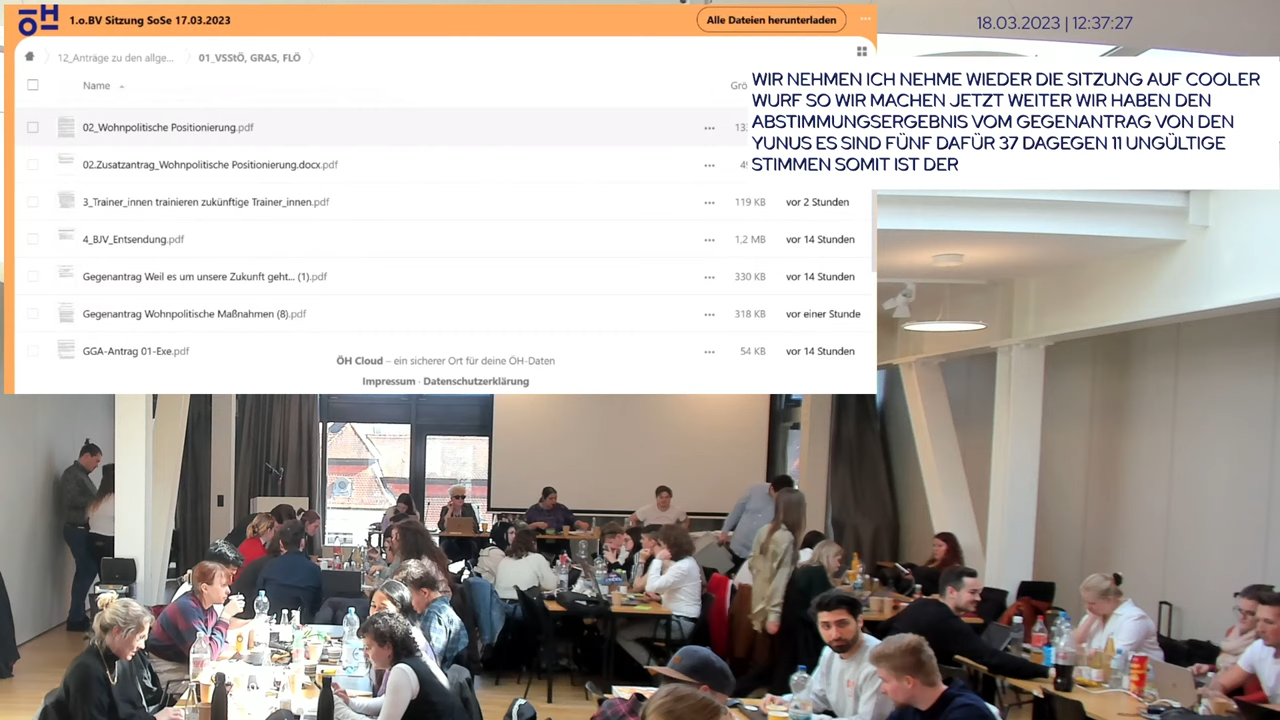 ÖH
1.o.BV Sitzung SoSe 17.03.2023
Alle Dateien herunterladen
18.03.2023 | 12:37:27
12_Anträge zu den allge...
01_VSStÖ, GRAS, FLÖ
Name
Grö
02_Wohnpolitische Positionierung.pdf
02.Zusatzantrag_Wohnpolitische Positionierung.docx.pdf
3_Trainer_innen trainieren zukünftige Trainer_innen.pdf
119 KB
vor 2 Stunden
4_BJV_Entsendung.pdf
1,2 MB
vor 14 Stunden
Gegenantrag Weil es um unsere Zukunft geht... (1).pdf
330 KB
vor 14 Stunden
Gegenantrag Wohnpolitische Maßnahmen (8).pdf
318 KB
vor einer Stunde
GGA-Antrag 01-Exe.pdf
54 KB
vor 14 Stunden
ÖH Cloud – ein sicherer Ort für deine ÖH-Daten
Impressum · Datenschutzerklärung
WIR NEHMEN ICH NEHME WIEDER DIE SITZUNG AUF COOLER
WURF SO WIR MACHEN JETZT WEITER WIR HABEN DEN
ABSTIMMUNGSERGEBNIS VOM GEGENANTRAG VON DEN
YUNUS ES SIND FÜNF DAFÜR 37 DAGEGEN 11 UNGÜLTIGE
STIMMEN SOMIT IST DER